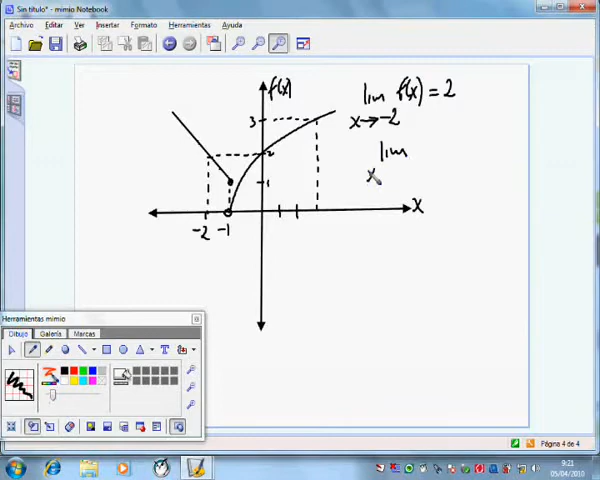 Sin título* - mimio Notebook
Archivo Editar Ver Insertar Formato Herramientas Ayuda
f(x)
lim f(x) = 2
x→-2
3
lim
2
x
1
x
-2 -1
Herramientas mimio
Dibujo Galería Marcas
Página 4 de 4
9:21
05/04/2010